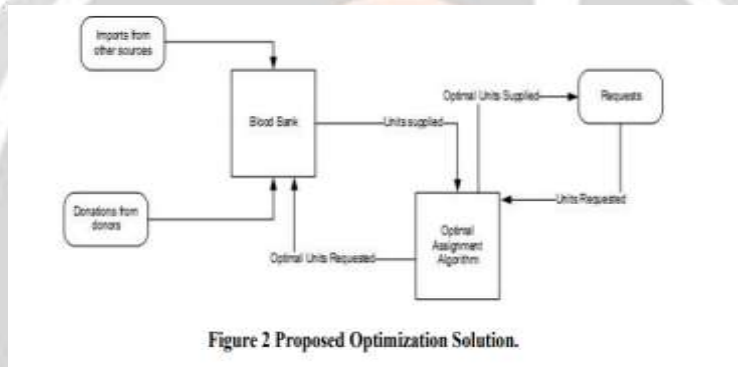 Imports from
other sources
Blood Bank
Optimal Units Supplied
Requests
Units supplied
Donations from
donors
Units Requested
Optimal
Assignment
Algorithm
Optimal Units Requested
Figure 2 Proposed Optimization Solution.